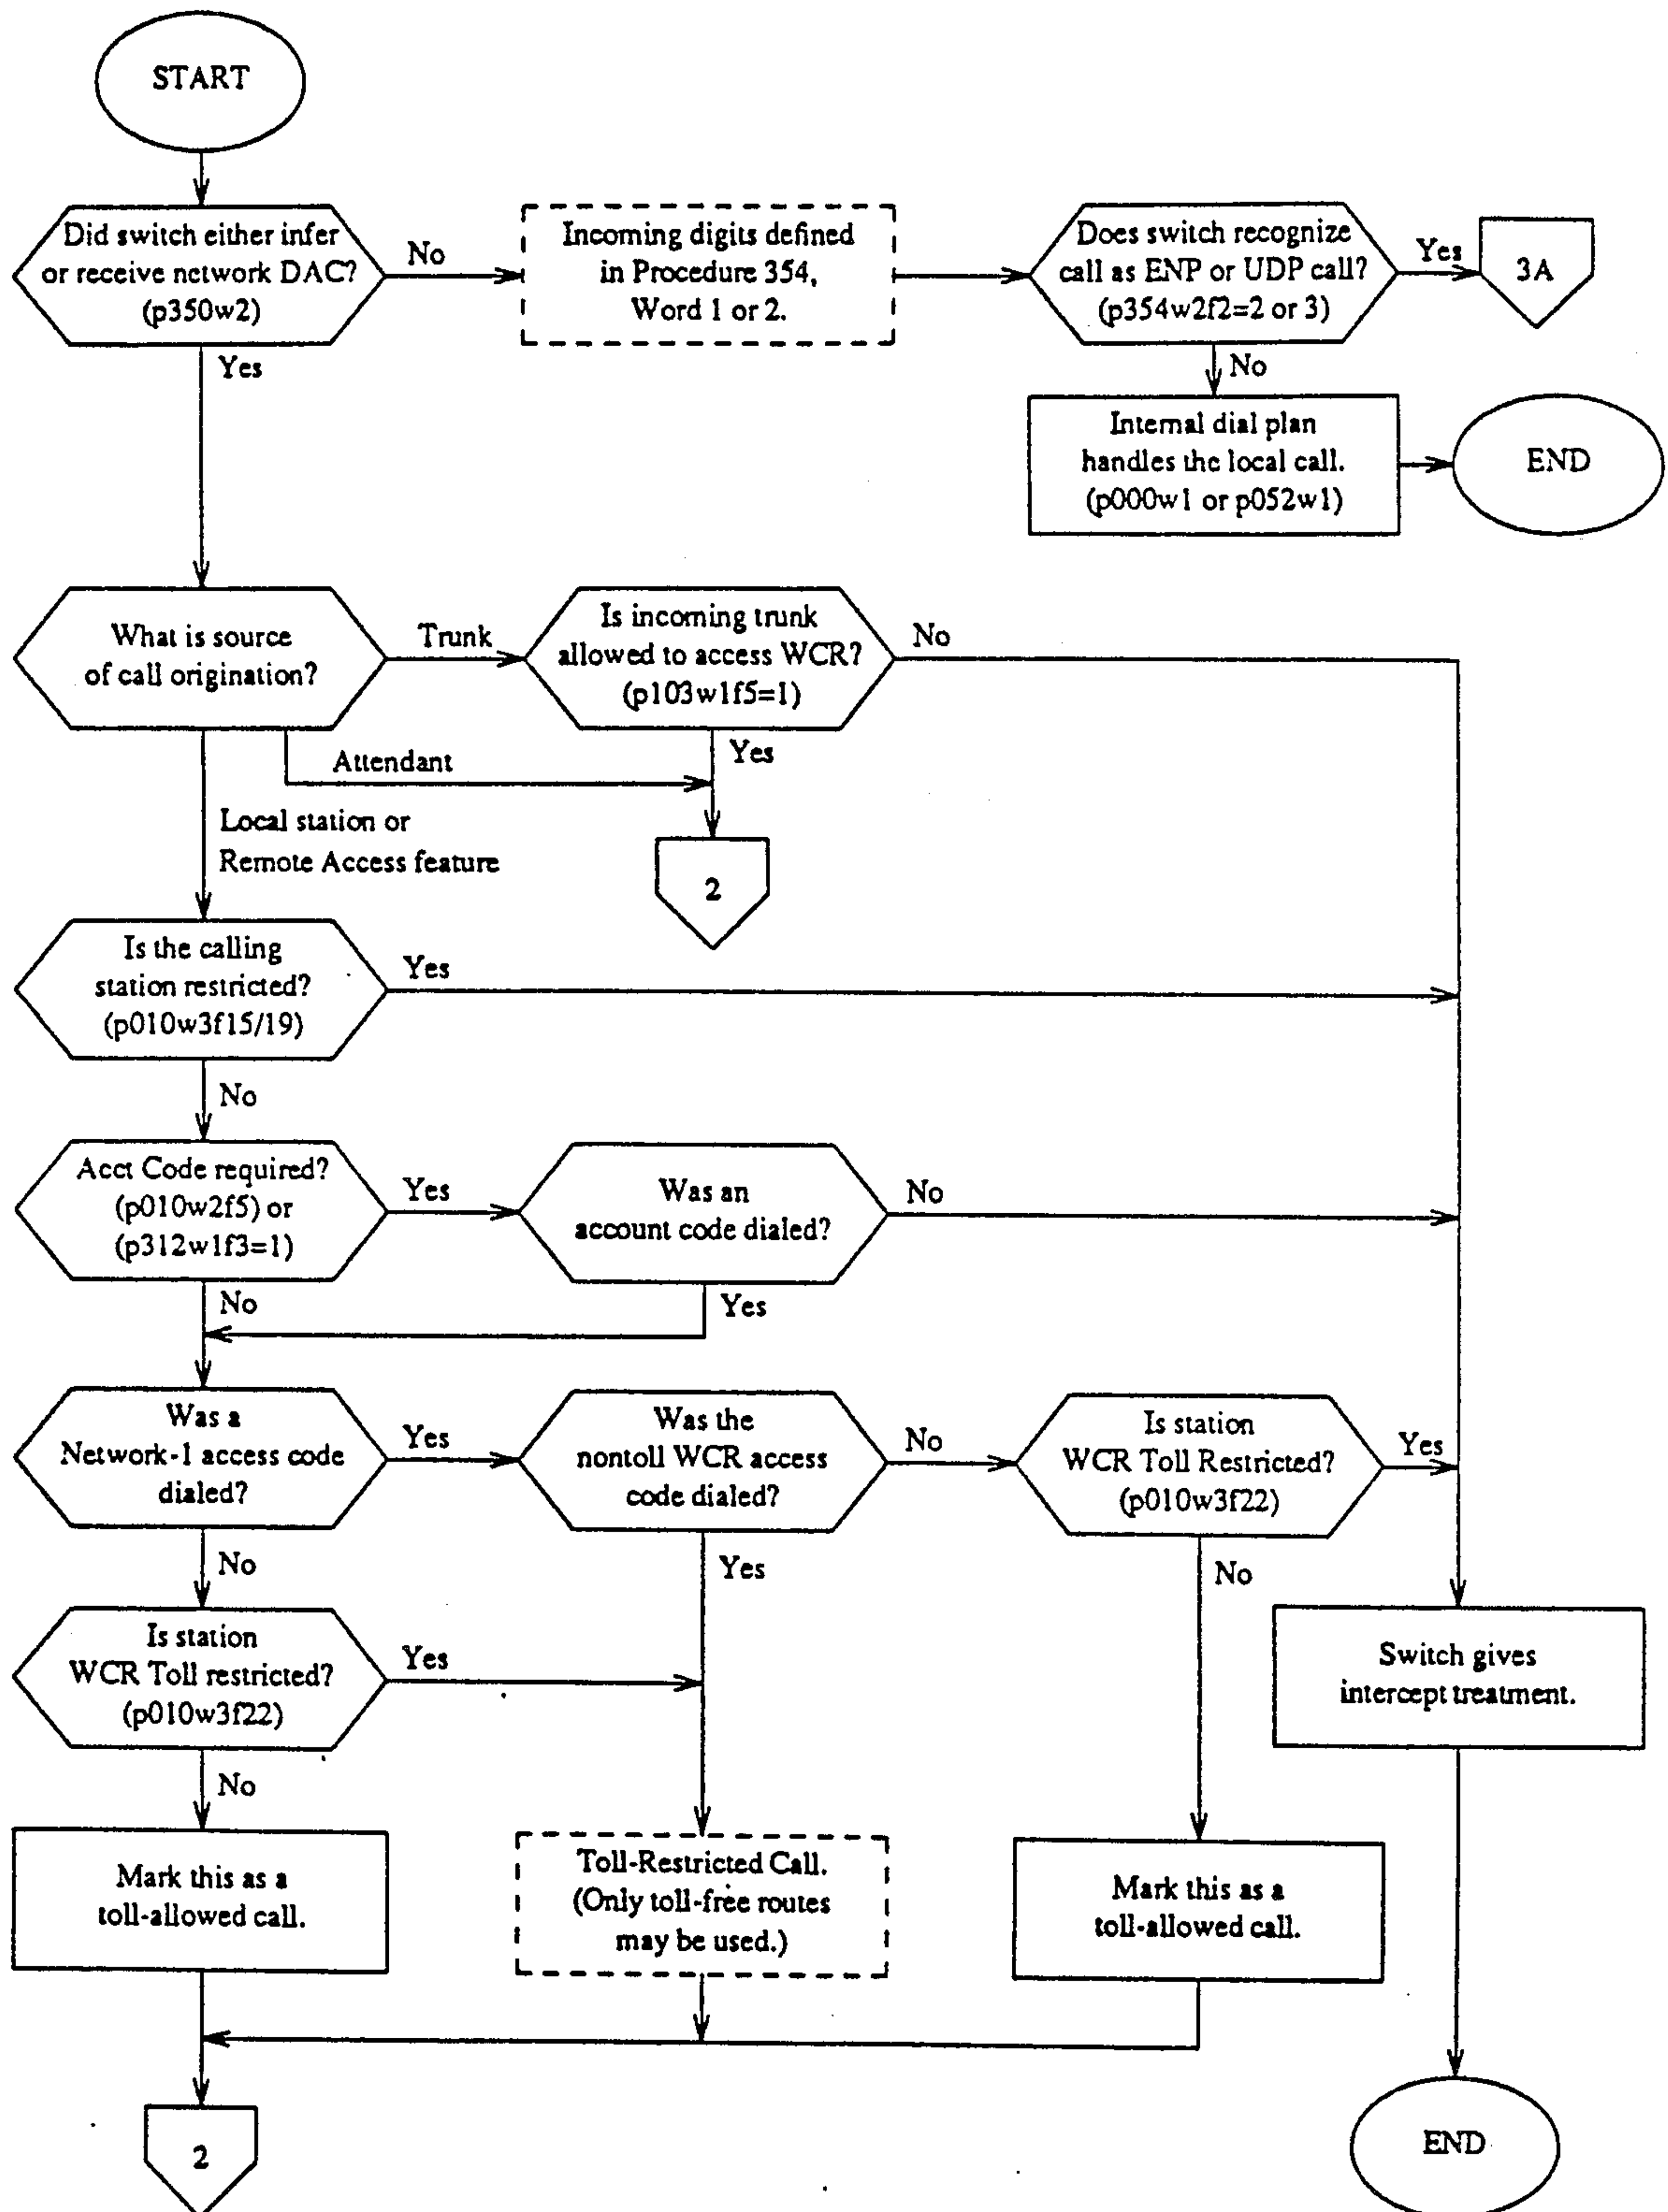 START
Did switch either infer
or receive network DAC?
(p350w2)
No
Incoming digits defined
in Procedure 354,
Word 1 or 2.
Does switch recognize
call as ENP or UDP call?
(p354w2f2=2 or 3)
Yes
3A
Yes
No
Internal dial plan
handles the local call.
(p000w1 or p052w1)
END
What is source
of call origination?
Trunk
Is incoming trunk
allowed to access WCR?
(p103w1f5=1)
No
Attendant
Yes
Local station or
Remote Access feature
2
Is the calling
station restricted?
(p010w3f15/19)
Yes
No
Acct Code required?
(p010w2f5) or
(p312w1f3=1)
Yes
Was an
account code dialed?
No
No
Yes
Was a
Network-1 access code
dialed?
Yes
Was the
nontoll WCR access
code dialed?
No
Is station
WCR Toll Restricted?
(p010w3f22)
Yes
No
Yes
No
Is station
WCR Toll restricted?
(p010w3f22)
Yes
Switch gives
intercept treatment.
No
Mark this as a
toll-allowed call.
Toll-Restricted Call.
(Only toll-free routes
may be used.)
Mark this as a
toll-allowed call.
2
END